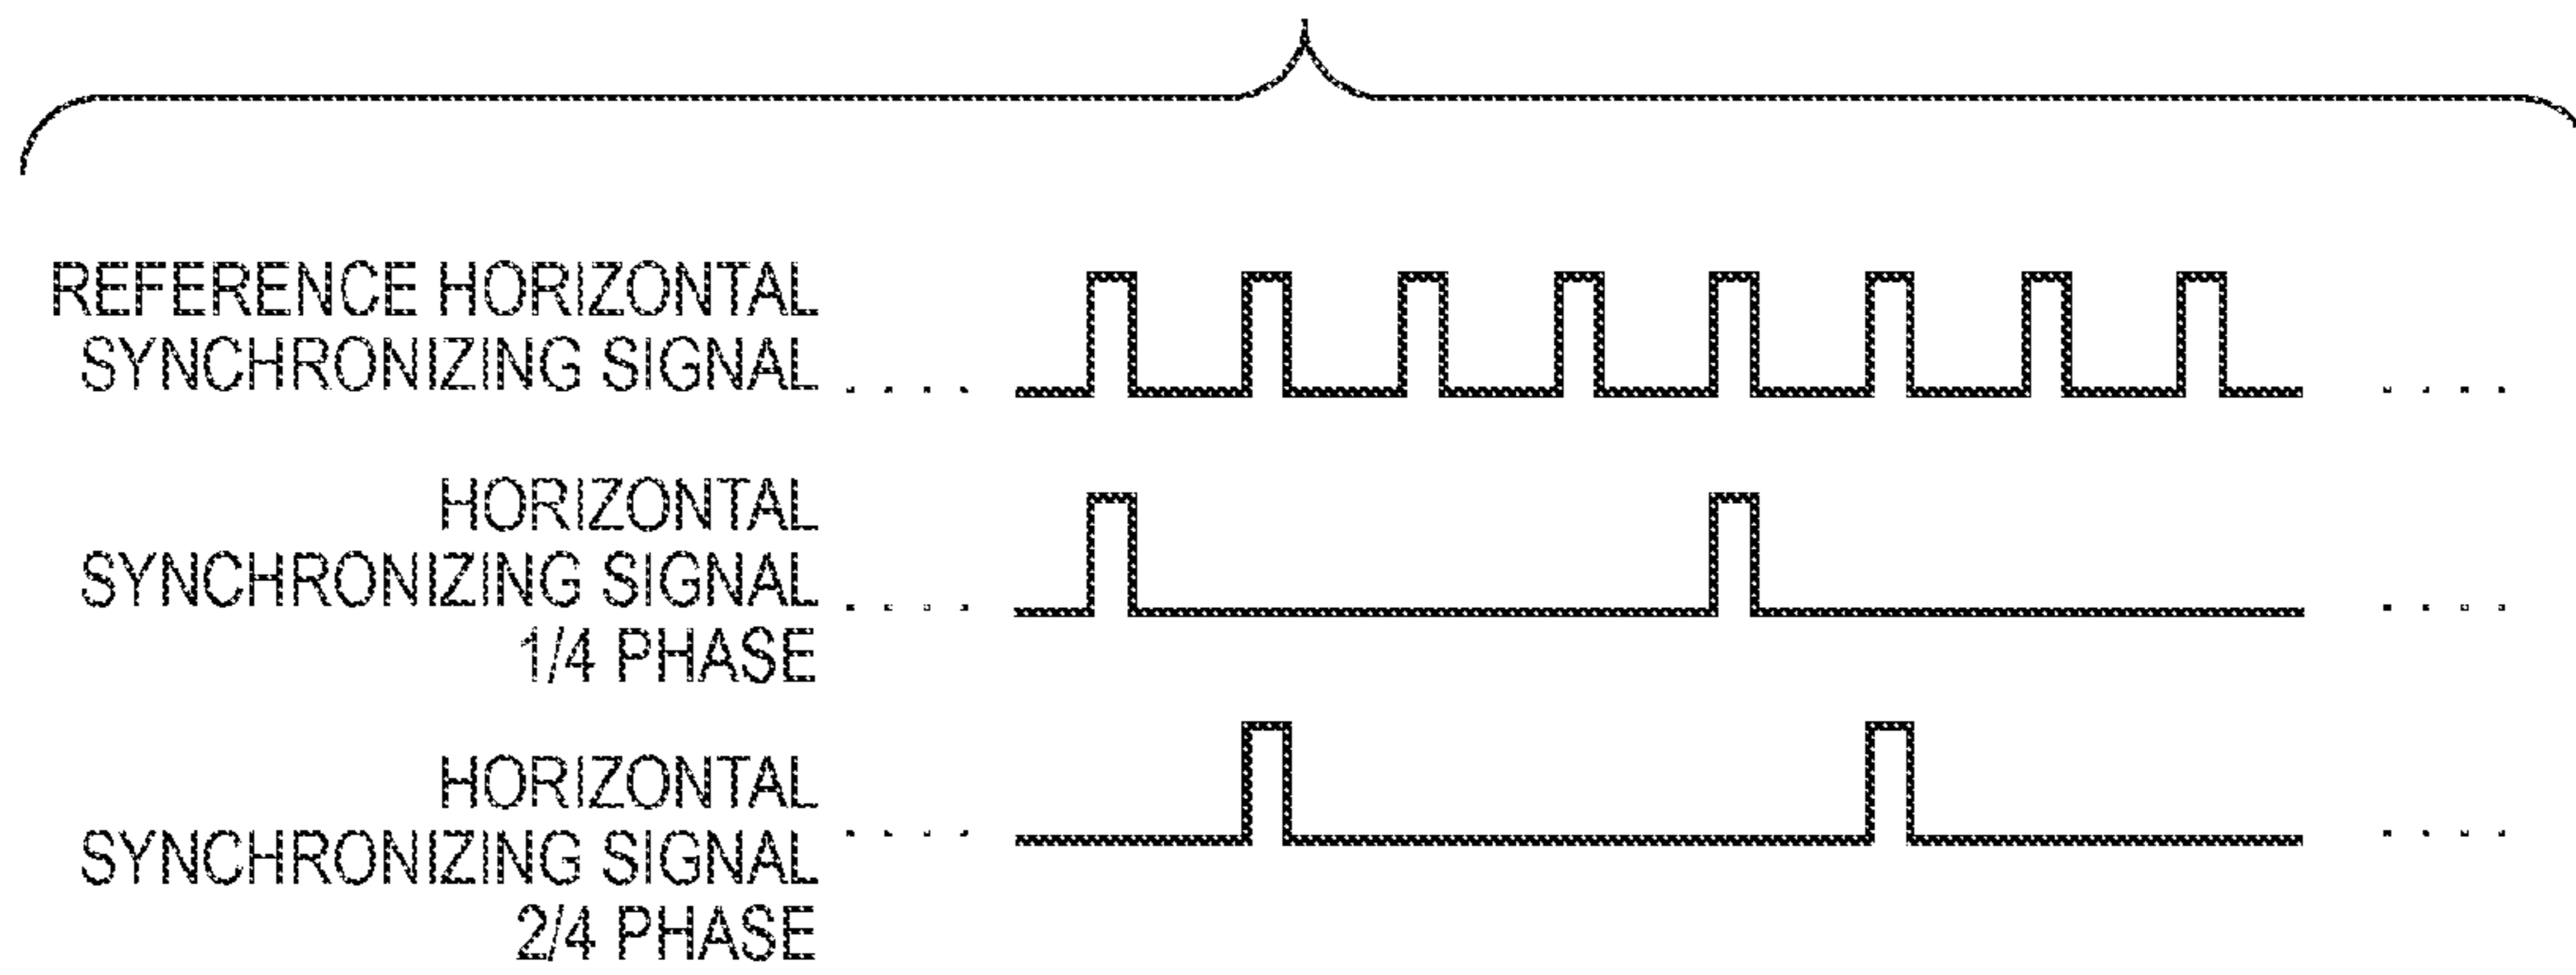 REFERENCE HORIZONTAL
SYNCHRONIZING SIGNAL . . . . . . . .
HORIZONTAL
SYNCHRONIZING SIGNAL . . . . . . . .
1/4 PHASE
HORIZONTAL
SYNCHRONIZING SIGNAL . . . . . . . .
2/4 PHASE